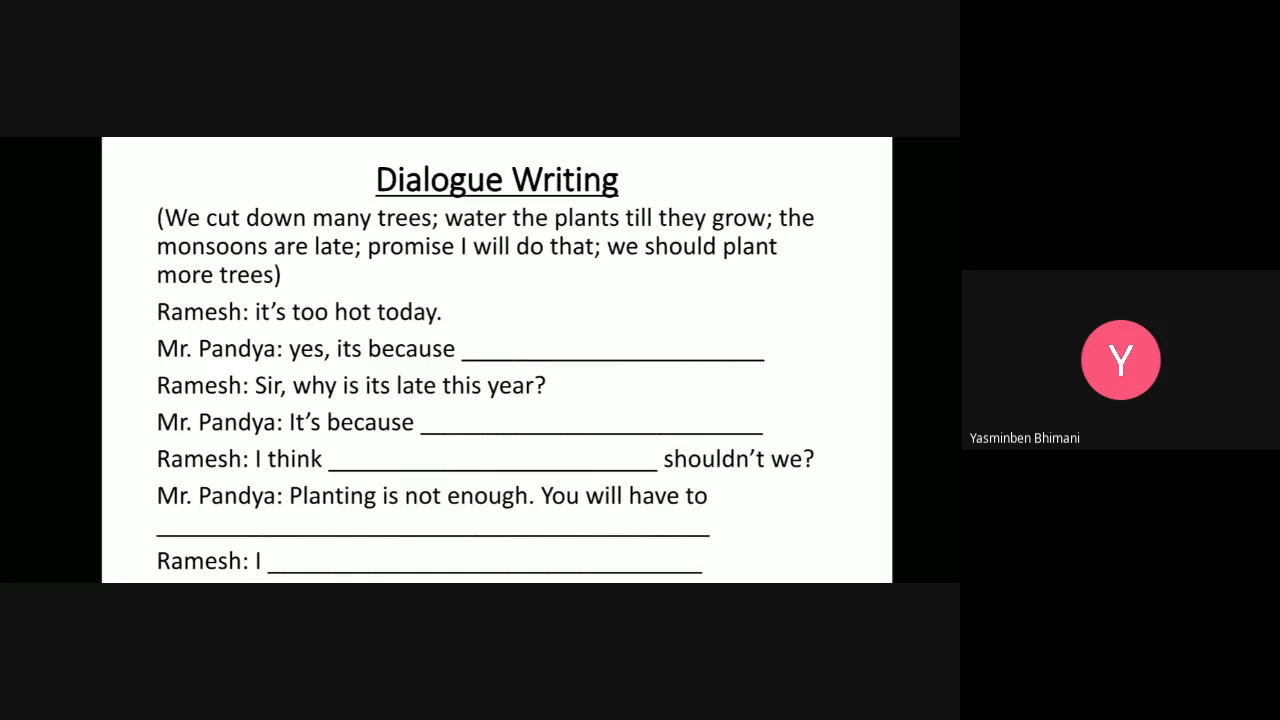 Dialogue Writing
(We cut down many trees; water the plants till they grow; the
monsoons are late; promise I will do that; we should plant
more trees)
Ramesh: it's too hot today.
Mr. Pandya: yes, its because _______________________
Ramesh: Sir, why is its late this year?
Mr. Pandya: It's because __________________________
Ramesh: I think _________________________ shouldn't we?
Mr. Pandya: Planting is not enough. You will have to
__________________________________________
Ramesh: I _________________________________
Y
Yasminben Bhimani